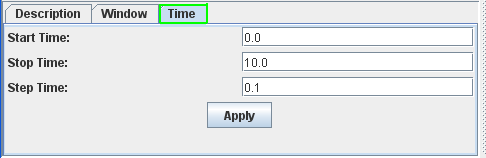 Description Window Time
Start Time: 0.0
Stop Time: 10.0
Step Time: 0.1
Apply